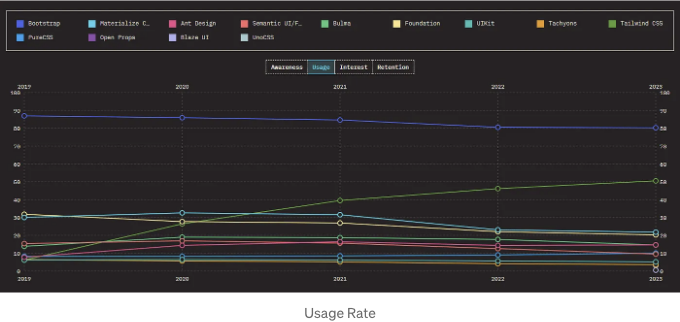 Bootstrap Materialize C… Ant Design Semantic UI/F… Bulma Foundation UIKit Tachyons Tailwind CSS
PureCSS Open Props Blaze UI UnoCSS
Awareness Usage Interest Retention
2019 2020 2021 2022 2023
100 100
90 90
80 80
70 70
60 60
50 50
40 40
30 30
20 20
10 10
0 0
2019 2020 2021 2022 2023
Usage Rate